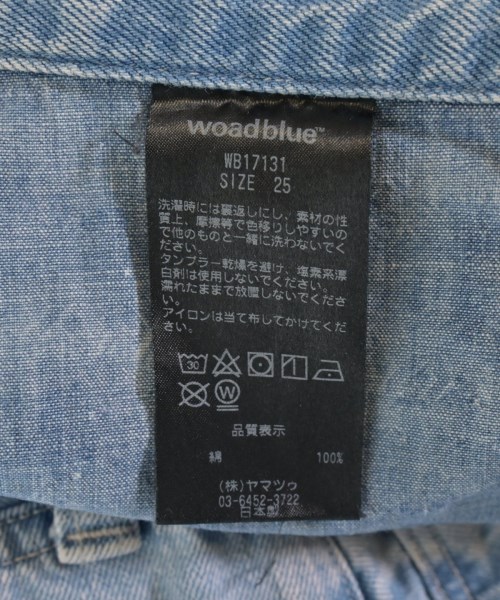 woadblue™
WB17131
SIZE 25
洗濯時には裏返しにし、素材の性
質上、摩擦等で色移りしやすいの
で他のものと一緒に洗わないでく
ださい。
タンブラー乾燥を避け、塩素系漂
白剤は使用しないでください。
濡れたままで放置しないでくださ
い。
アイロンは当て布してかけてくだ
さい。
30
W
品質表示
綿 100%
(株)ヤマツゥ
03-6452-3722
日本製